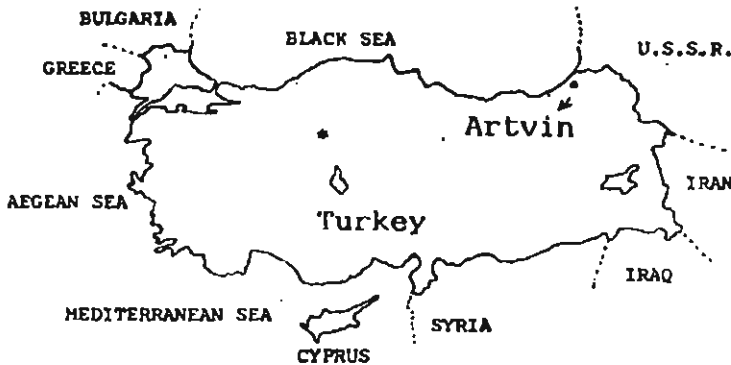 BULGARIA
BLACK SEA
U.S.S.R.
GREECE
Artvin
IRAN
AEGEAN SEA
Turkey
IRAQ
MEDITERRANEAN SEA
SYRIA
CYPRUS